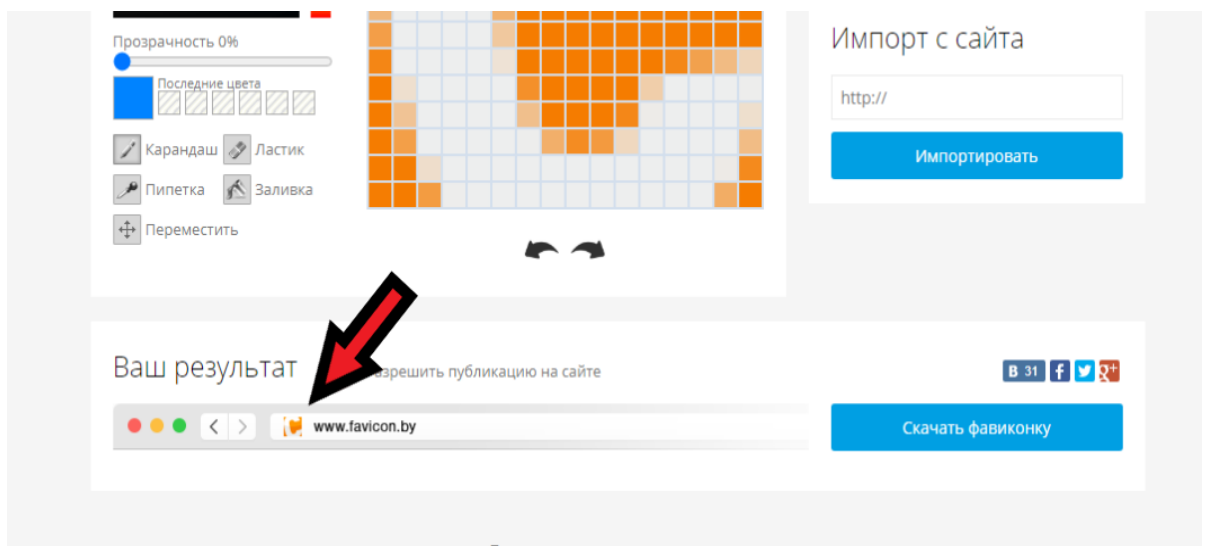 Прозрачность 0%
Последние цвета
Карандаш Ластик
Пипетка Заливка
Переместить
Импорт с сайта
http://
Импортировать
Ваш результат
азрешить публикацию на сайте
B 31 f g+
www.favicon.by
Скачать фавиконку